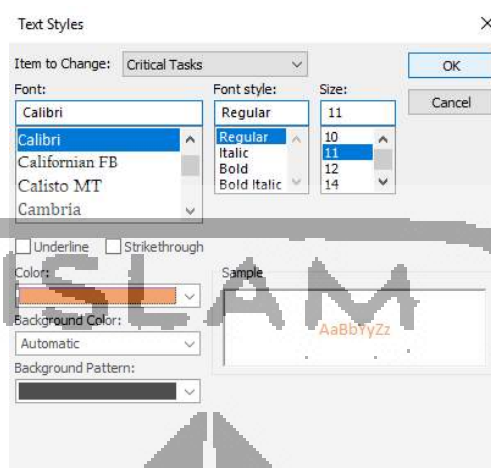 Text Styles
Item to Change: Critical Tasks
OK
Font: Font style: Size:
Cancel
Calibri Regular 11
Calibri Regular 10
Californian FB Italic 11
Calisto MT Bold 12
Cambria Bold Italic 14
Underline Strikethrough
Color: Sample
ISLAM
AaBbYyZz
Background Color:
Automatic
Background Pattern: